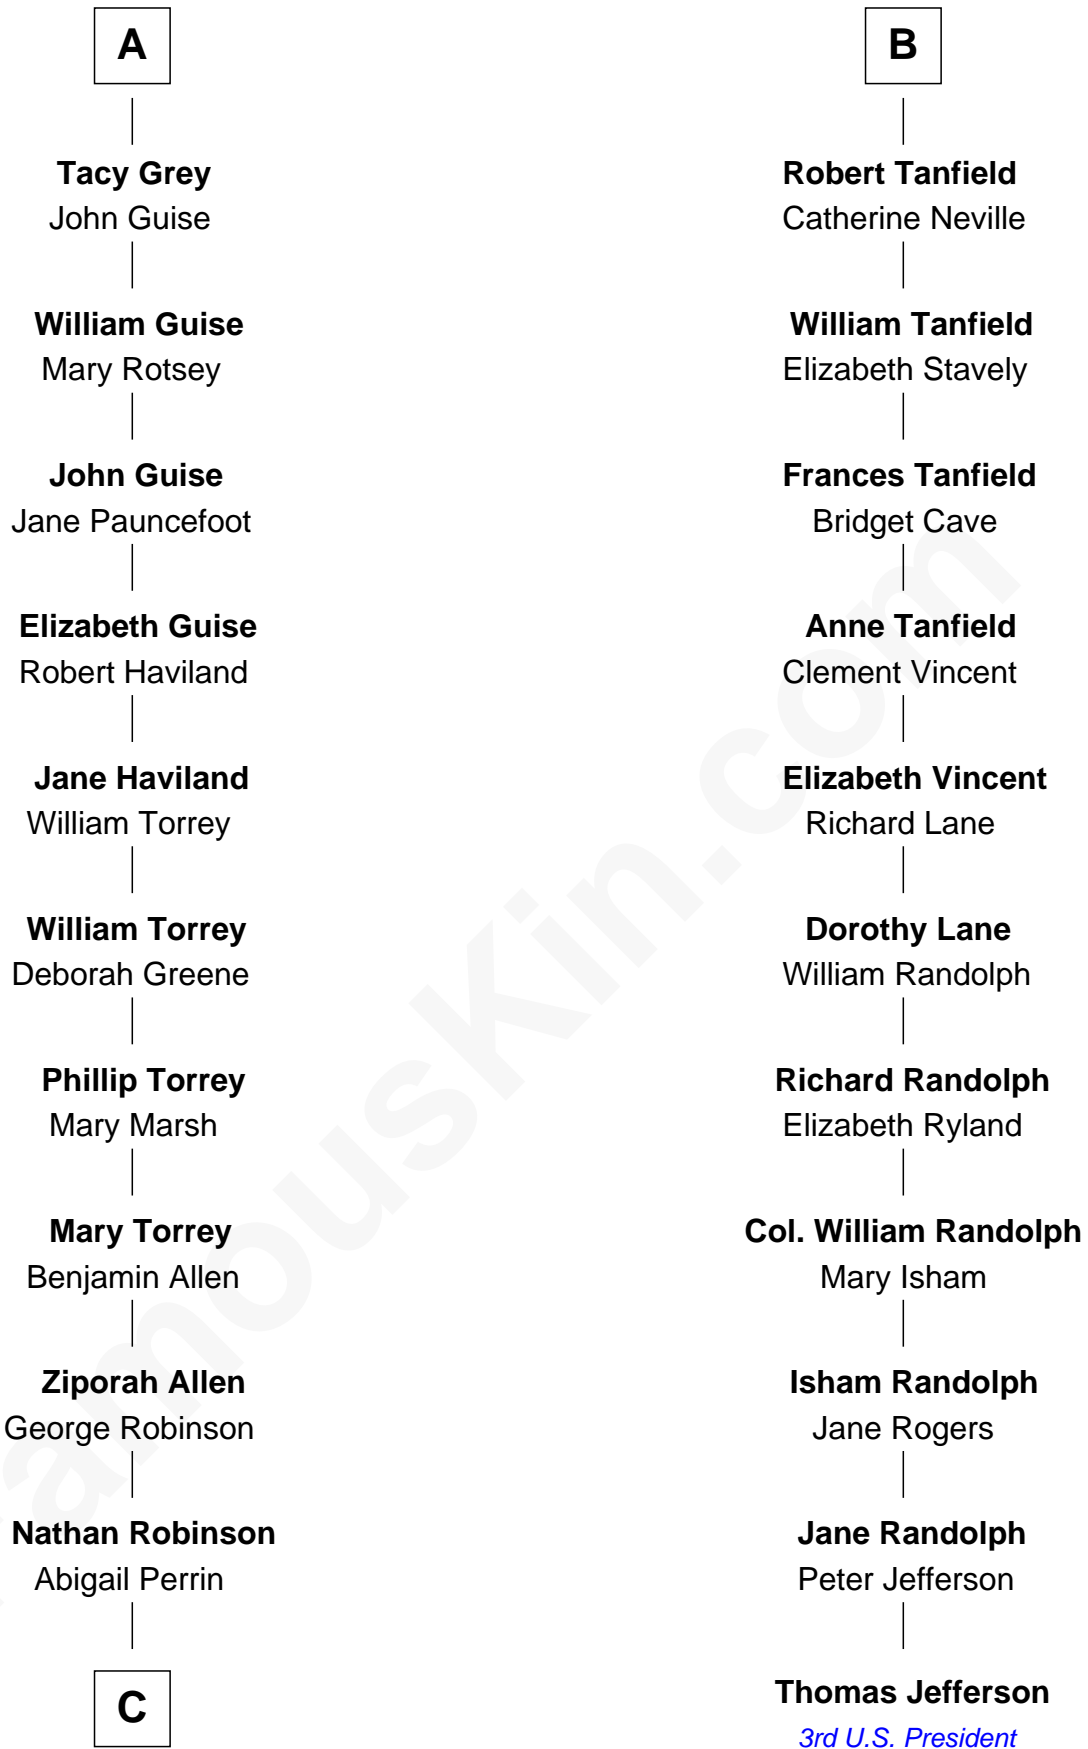 A
Tacy Grey
John Guise
William Guise
Mary Rotsey
John Guise
Jane Pauncefoot
Elizabeth Guise
Robert Haviland
Jane Haviland
William Torrey
William Torrey
Deborah Greene
Phillip Torrey
Mary Marsh
Mary Torrey
Benjamin Allen
Ziporah Allen
George Robinson
Nathan Robinson
Abigail Perrin
C
B
Robert Tanfield
Catherine Neville
William Tanfield
Elizabeth Stavely
Frances Tanfield
Bridget Cave
Anne Tanfield
Clement Vincent
Elizabeth Vincent
Richard Lane
Dorothy Lane
William Randolph
Richard Randolph
Elizabeth Ryland
Col. William Randolph
Mary Isham
Isham Randolph
Jane Rogers
Jane Randolph
Peter Jefferson
Thomas Jefferson
3rd U.S. President
FamousKin.com